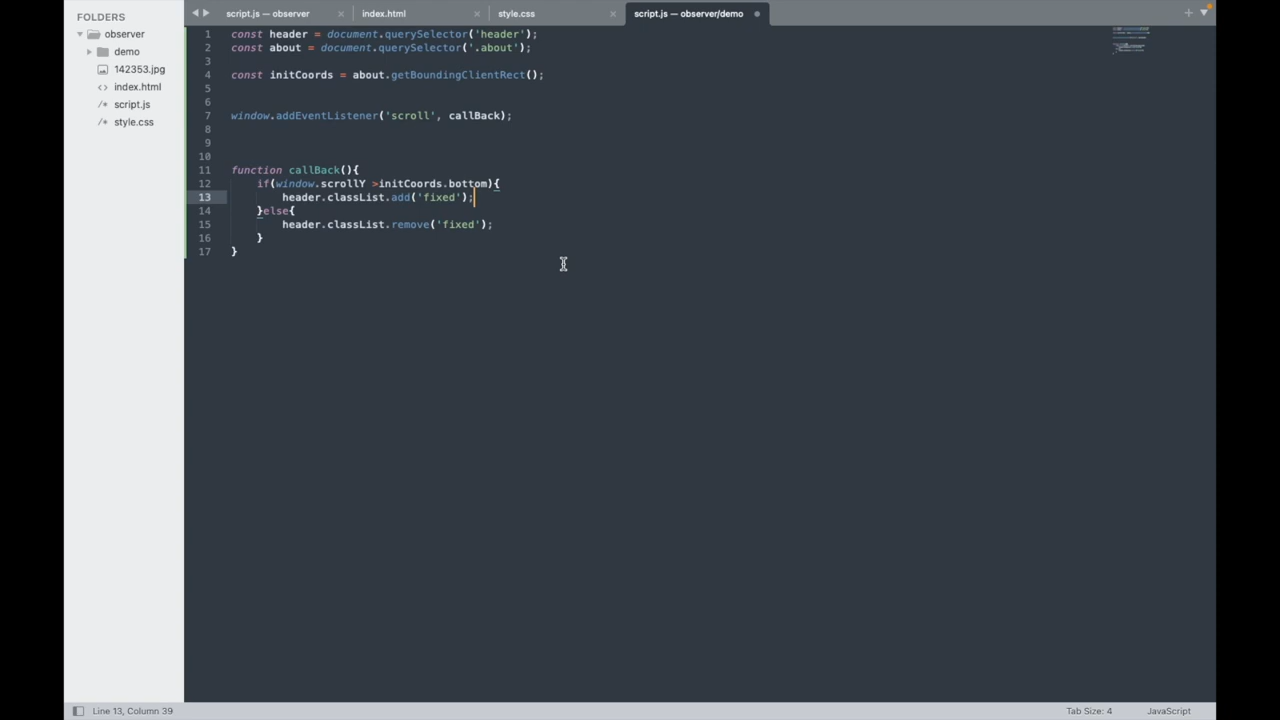 FOLDERS
observer
demo
142353.jpg
<> index.html
/* script.js
/* style.css
script.js — observer
index.html
style.css
script.js — observer/demo
1 const header = document.querySelector('header');
2 const about = document.querySelector('.about');
3
4 const initCoords = about.getBoundingClientRect();
5
6
7 window.addEventListener('scroll', callBack);
8
9
10
11 function callBack(){
12 if(window.scrollY >initCoords.bottom){
13 header.classList.add('fixed');
14 }else{
15 header.classList.remove('fixed');
16 }
17 }
Line 13, Column 39
Tab Size: 4
JavaScript